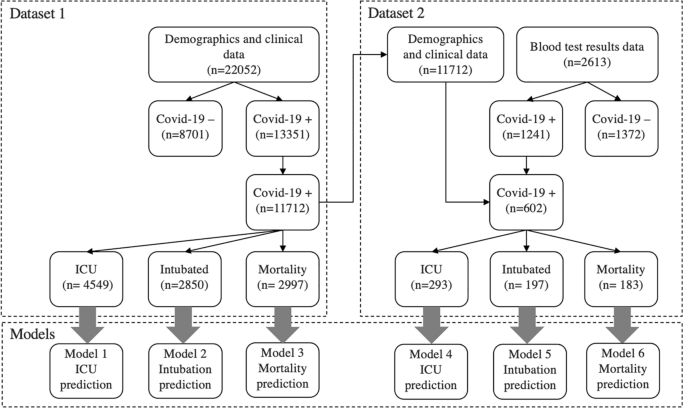 Dataset 1
Demographics and clinical
data
(n=22052)
Covid-19 –
(n=8701)
Covid-19 +
(n=13351)
Covid-19 +
(n=11712)
ICU
(n= 4549)
Intubated
(n=2850)
Mortality
(n= 2997)
Dataset 2
Demographics
and clinical data
(n=11712)
Blood test results data
(n=2613)
Covid-19 +
(n=1241)
Covid-19 –
(n=1372)
Covid-19 +
(n=602)
ICU
(n=293)
Intubated
(n= 197)
Mortality
(n= 183)
Models
Model 1
ICU
prediction
Model 2
Intubation
prediction
Model 3
Mortality
prediction
Model 4
ICU
prediction
Model 5
Intubation
prediction
Model 6
Mortality
prediction